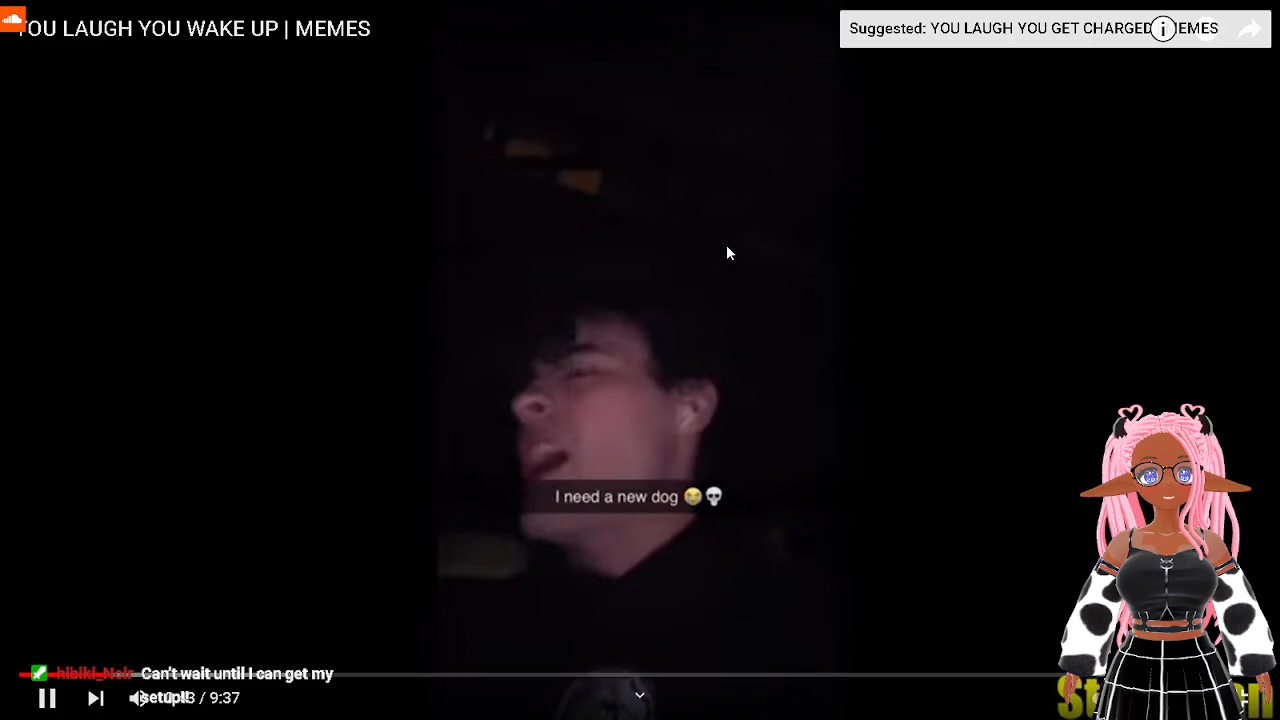 YOU LAUGH YOU WAKE UP | MEMES
Suggested: YOU LAUGH YOU GET CHARGED
I need a new dog 😭💀
hibiki_Noir Can't wait until I can get my
setup!!
/ 9:37